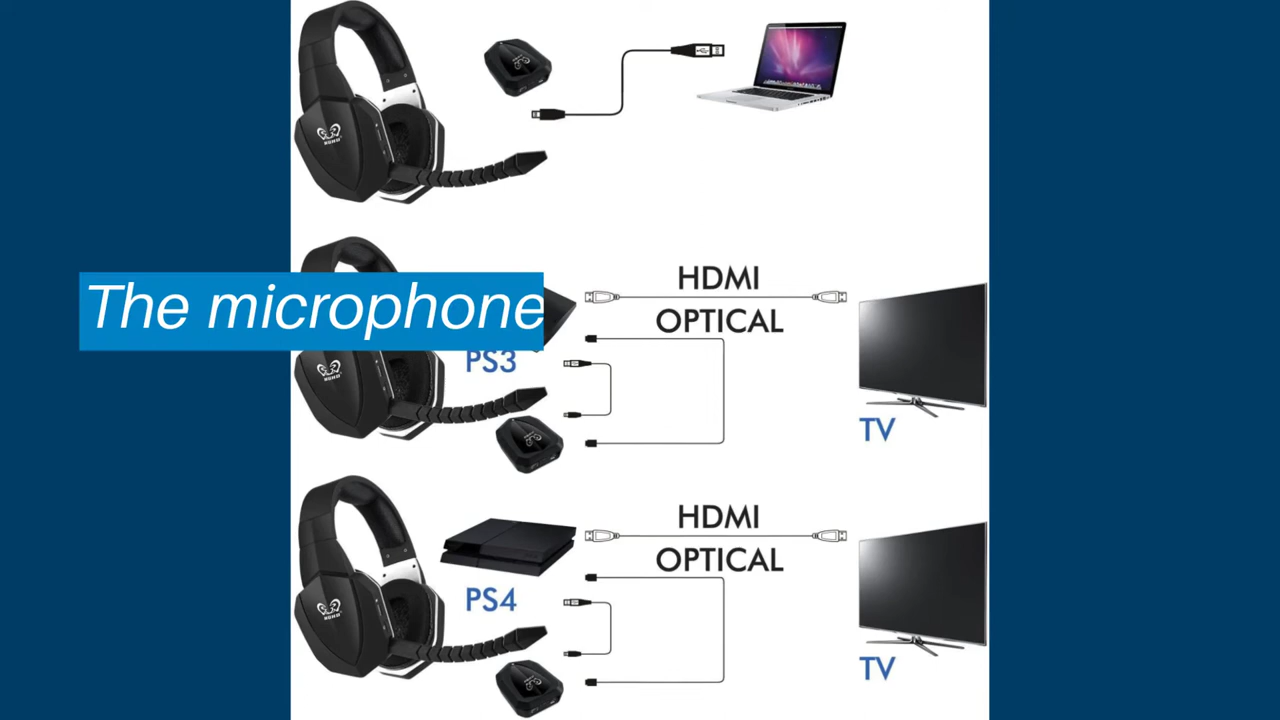 HDMI
The microphone
OPTICAL
PS3
TV
HDMI
OPTICAL
PS4
TV